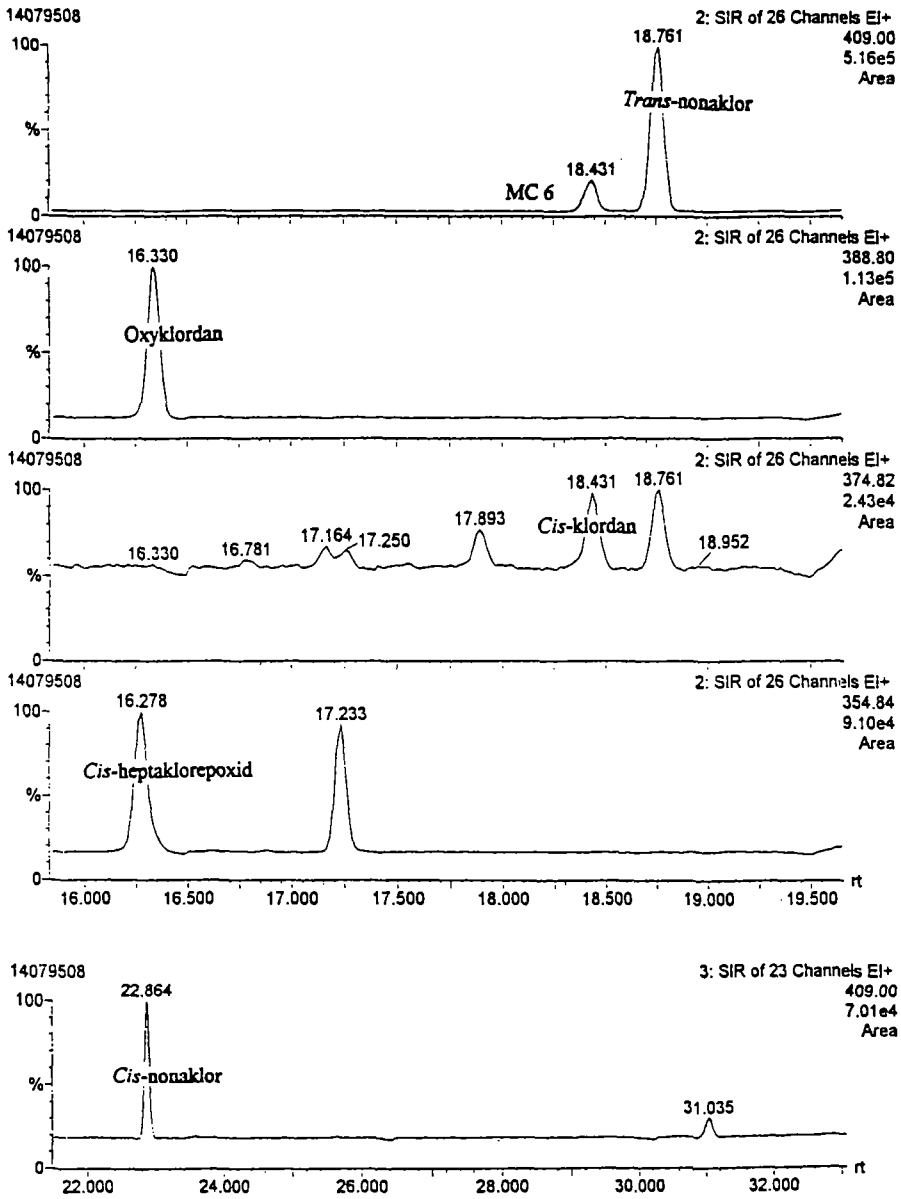 14079508
2: SIR of 26 Channels EI+
409.00
5.16e5
Area
100
%
0
18.761
Trans-nonaklor
18.431
MC 6
14079508
2: SIR of 26 Channels EI+
388.80
1.13e5
Area
100
%
0
16.330
Oxyklordan
14079508
2: SIR of 26 Channels EI+
374.82
2.43e4
Area
100
%
0
16.330
16.781
17.164
17.250
17.893
18.431
Cis-klordan
18.761
18.952
14079508
2: SIR of 26 Channels EI+
354.84
9.10e4
Area
100
%
0
16.278
Cis-heptaklorepoxid
17.233
16.000 16.500 17.000 17.500 18.000 18.500 19.000 19.500 rt
14079508
3: SIR of 23 Channels EI+
409.00
7.01e4
Area
100
%
0
22.864
Cis-nonaklor
31.035
22.000 24.000 26.000 28.000 30.000 32.000 rt